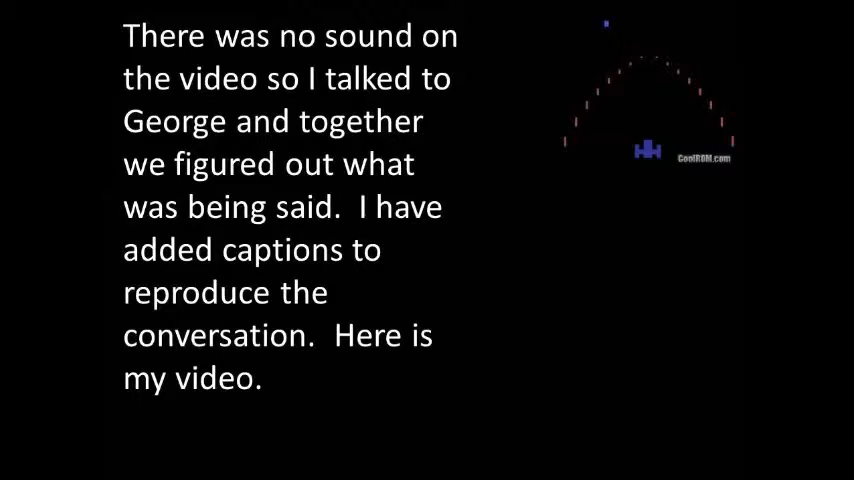 There was no sound on
the video so I talked to
George and together
we figured out what
was being said.  I have
added captions to
reproduce the
conversation.  Here is
my video.
CoolROM.com